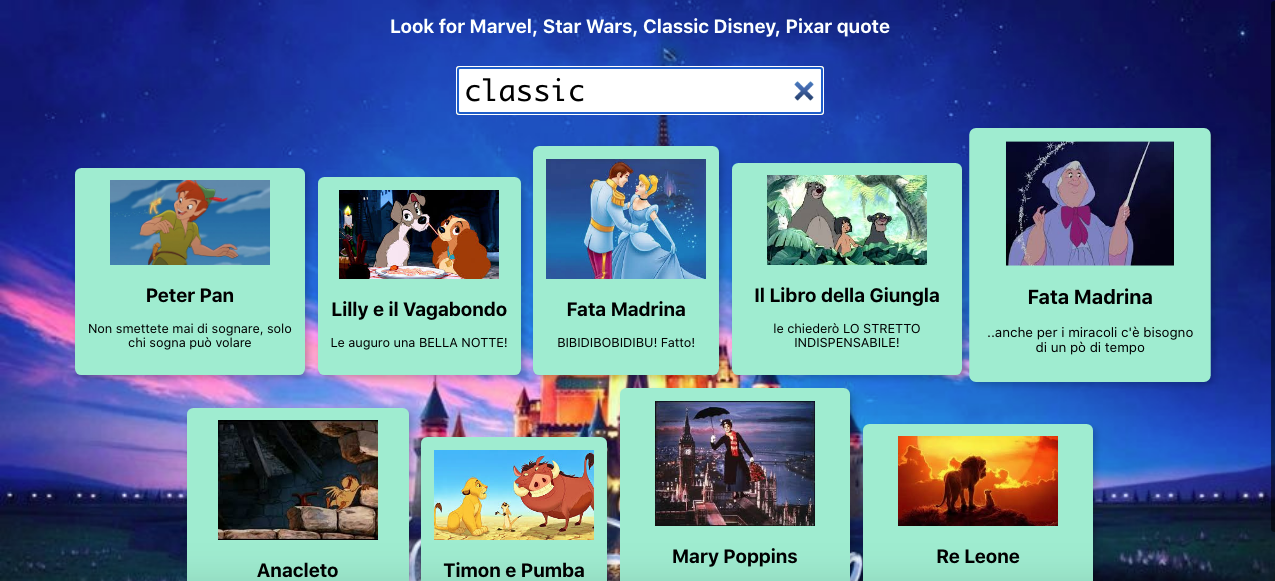 Look for Marvel, Star Wars, Classic Disney, Pixar quote
classic
Peter Pan
Non smettete mai di sognare, solo
chi sogna può volare
Lilly e il Vagabondo
Le auguro una BELLA NOTTE!
Fata Madrina
BIBIDIBOBIDIBU! Fatto!
Il Libro della Giungla
le chiederò LO STRETTO
INDISPENSABILE!
Fata Madrina
..anche per i miracoli c'è bisogno
di un pò di tempo
Anacleto
Timon e Pumba
Mary Poppins
Re Leone